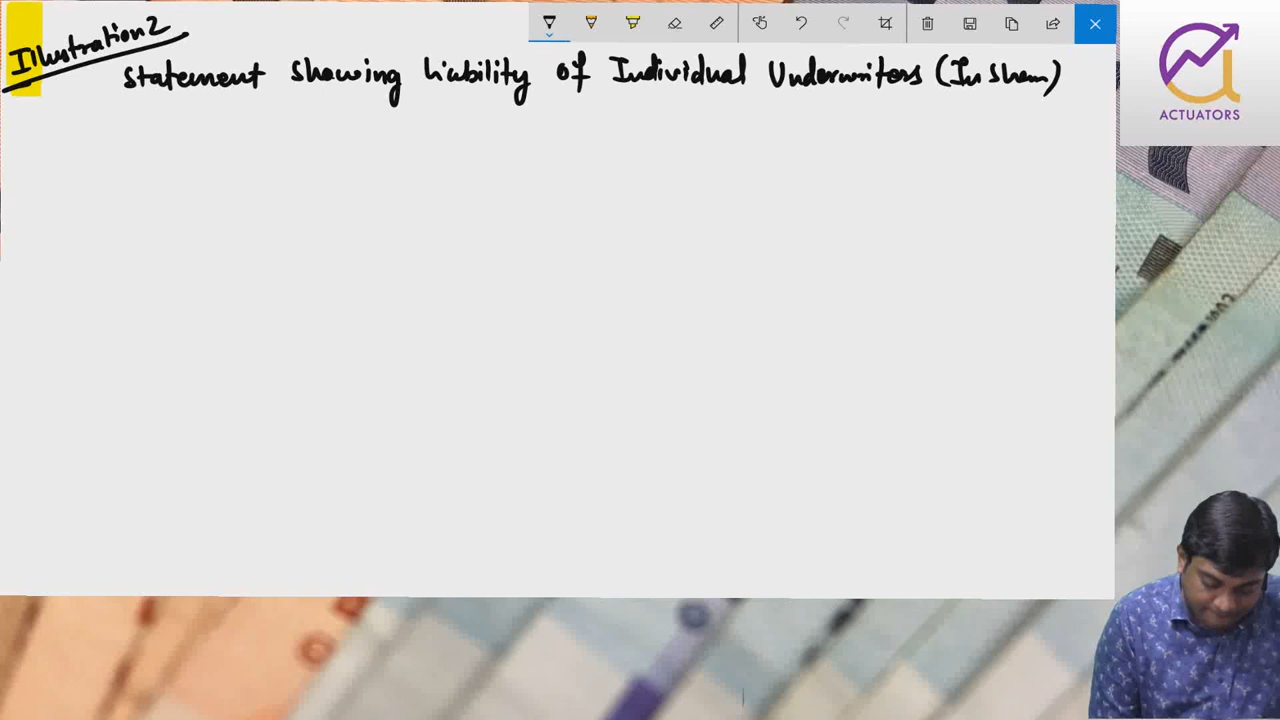 Illustration 2
Statement Showing liability of Individual Underwriters (In Shares)
ACTUATORS